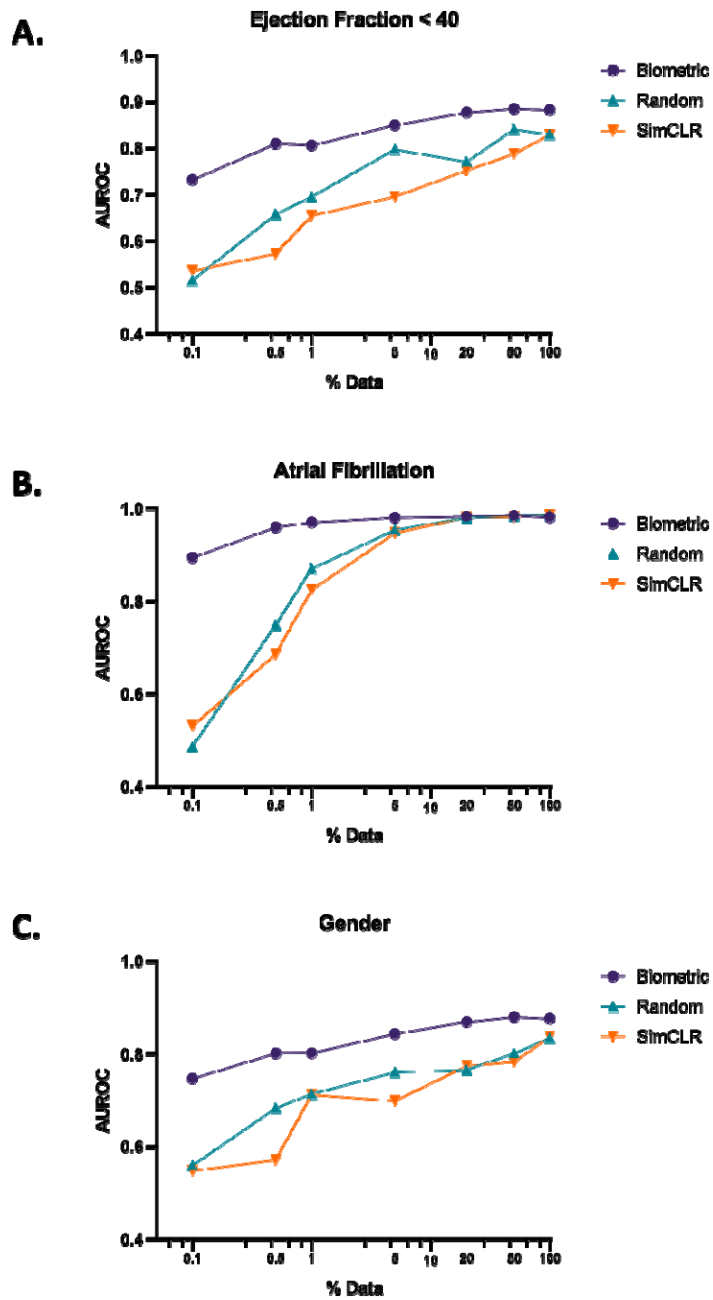 A.
Ejection Fraction < 40
1.0
0.9
0.8
0.7
0.6
0.5
0.4
AUROC
0.1 0.5 1 5 10 20 50 100
% Data
Biometric
Random
SimCLR
B.
Atrial Fibrillation
1.0
0.8
0.6
0.4
AUROC
0.1 0.5 1 5 10 20 50 100
% Data
Biometric
Random
SimCLR
C.
Gender
1.0
0.8
0.6
0.4
AUROC
0.1 0.5 1 5 10 20 50 100
% Data
Biometric
Random
SimCLR